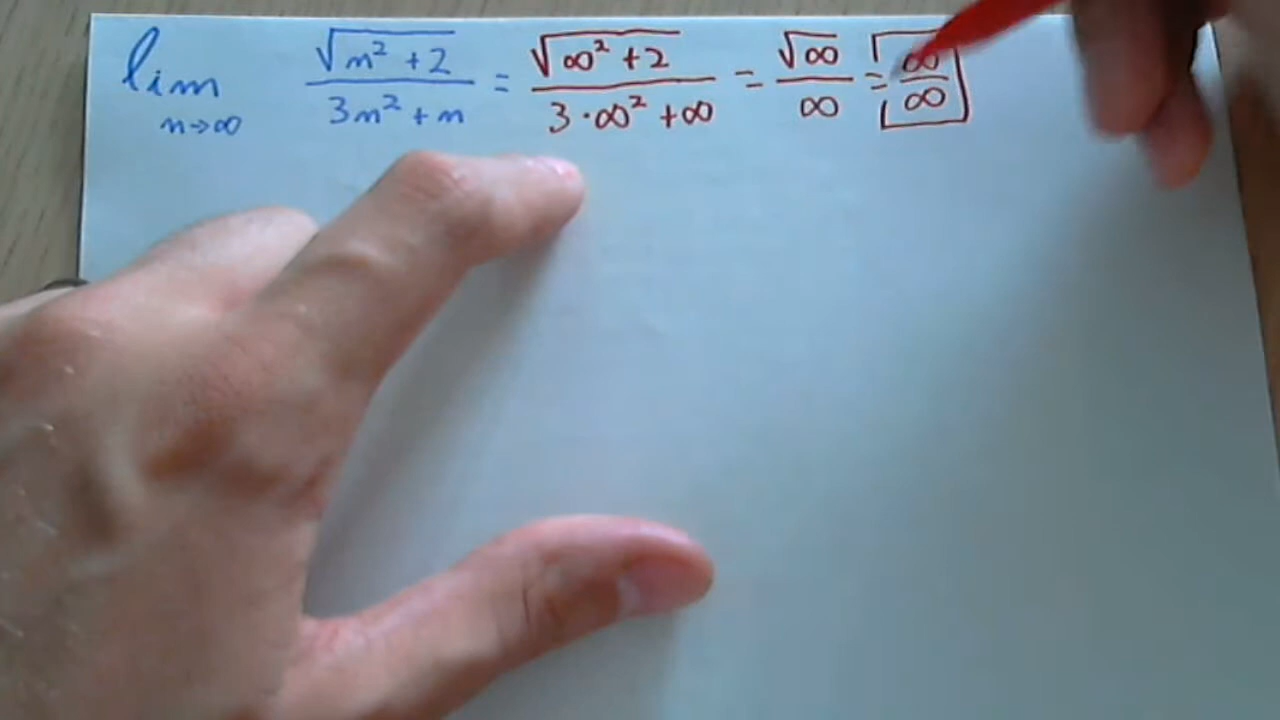 lim n→∞ √(n² + 2) / (3n² + n) = √(∞² + 2) / (3·∞² + ∞) = √∞ / ∞ = ∞ / ∞